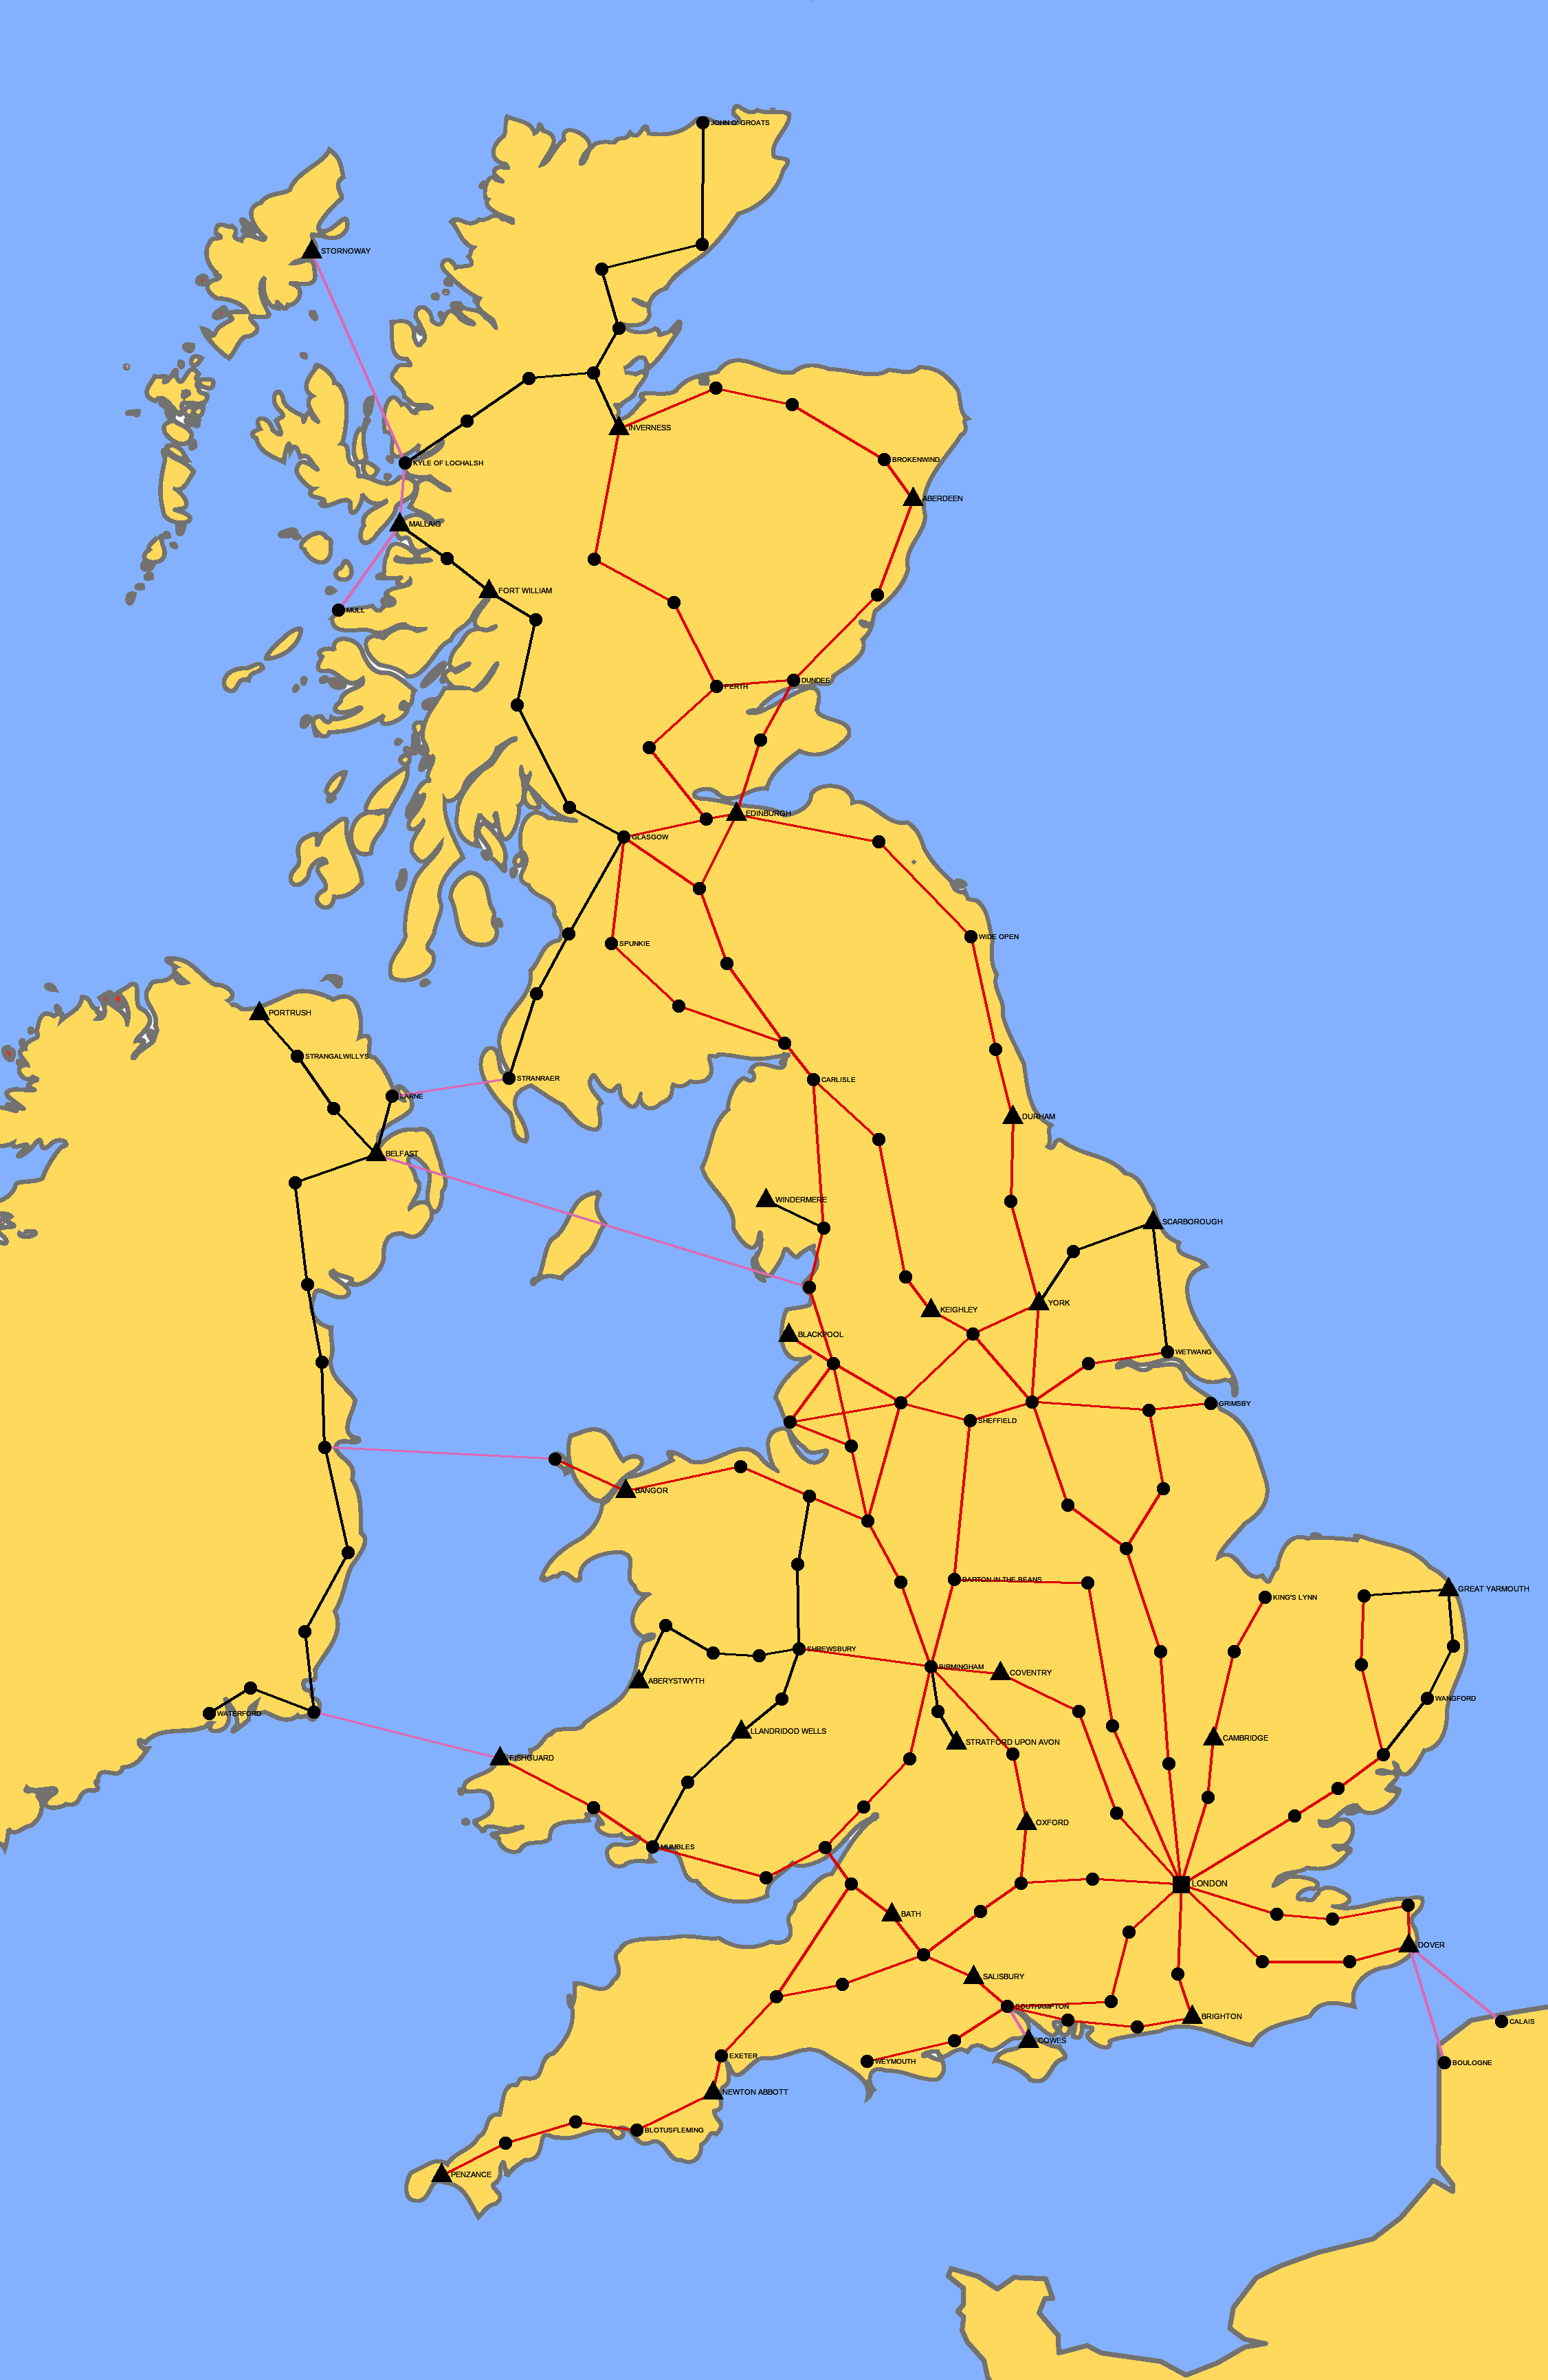 JOHN O' GROATS
STORNOWAY
INVERNESS
BROKENWIND
KYLE OF LOCHALSH
ABERDEEN
MALLAIG
FORT WILLIAM
MULL
DUNDEE
PERTH
EDINBURGH
GLASGOW
WIDE OPEN
SPUNKIE
PORTRUSH
STRANGALWILLYS
STRANRAER
CARLISLE
LARNE
DURHAM
BELFAST
WINDERMERE
SCARBOROUGH
YORK
KEIGHLEY
BLACKPOOL
WETWANG
GRIMSBY
SHEFFIELD
BANGOR
BARTON IN THE BEANS
GREAT YARMOUTH
KING'S LYNN
SHREWSBURY
BIRMINGHAM
COVENTRY
ABERYSTWYTH
WANGFORD
WATERFORD
LLANDRIDOD WELLS
CAMBRIDGE
STRATFORD UPON AVON
FISHGUARD
OXFORD
MUMBLES
LONDON
BATH
DOVER
SALISBURY
SOUTHAMPTON
BRIGHTON
CALAIS
COWES
EXETER
WEYMOUTH
BOULOGNE
NEWTON ABBOTT
BLOTUSFLEMING
PENZANCE